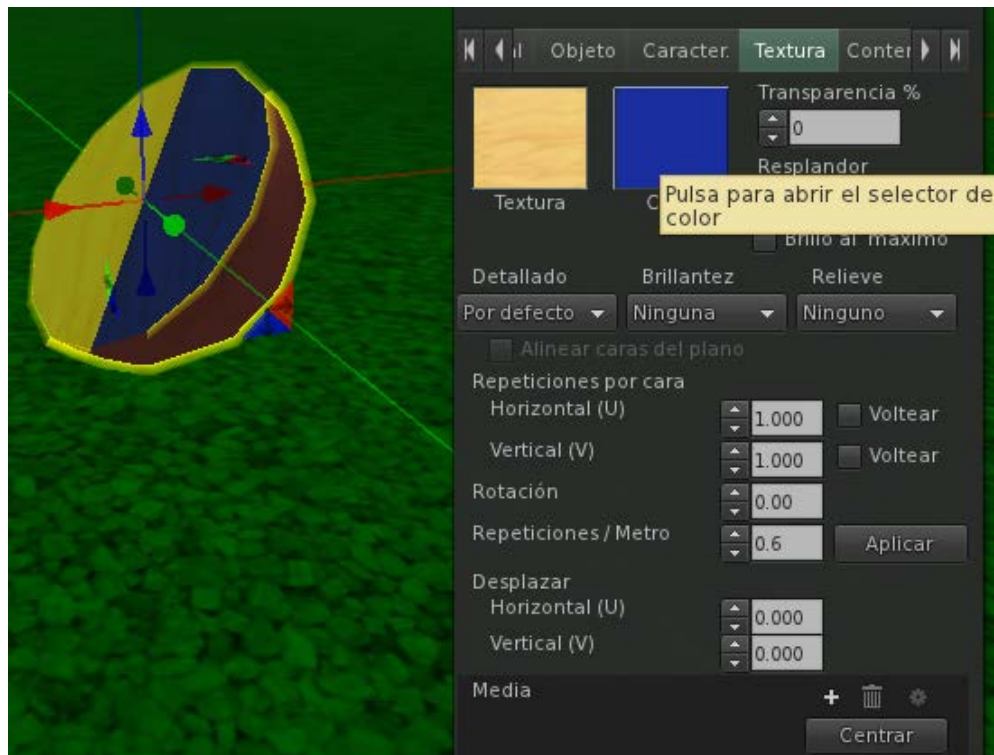 Objeto Caracter. Textura Conter
Transparencia %
0
Resplandor
Textura C
Pulsa para abrir el selector de
color
Brillo al máximo
Detallado Brillantez Relieve
Por defecto Ninguna Ninguno
Alinear caras del plano
Repeticiones por cara
Horizontal (U) 1.000 Voltear
Vertical (V) 1.000 Voltear
Rotación 0.00
Repeticiones / Metro 0.6 Aplicar
Desplazar
Horizontal (U) 0.000
Vertical (V) 0.000
Media
Centrar